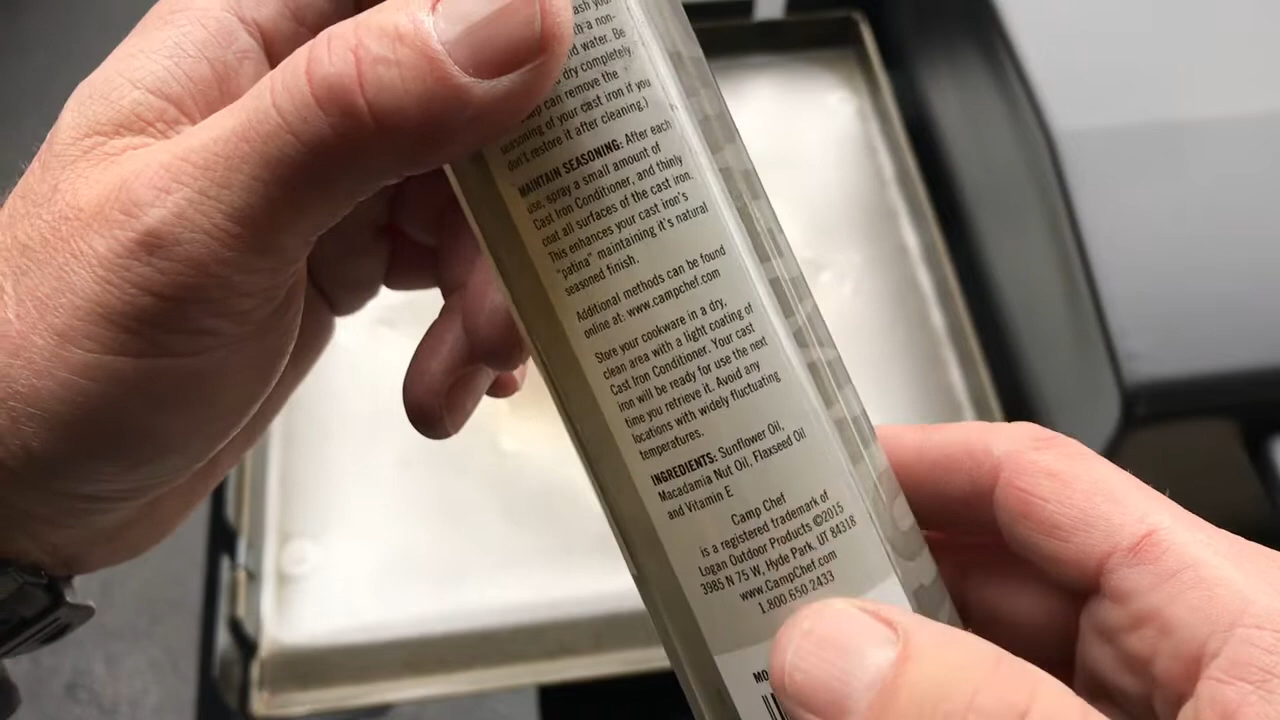 ash you
th a non-
nd water. Be
dry completely.
can remove the
seasoning of your cast iron if you
don't restore it after cleaning.)
MAINTAIN SEASONING: After each
use, spray a small amount of
Cast Iron Conditioner, and thinly
coat all surfaces of the cast iron.
This enhances your cast iron's
"patina" maintaining it's natural
seasoned finish.
Additional methods can be found
online at: www.campchef.com
Store your cookware in a dry,
clean area with a light coating of
Cast Iron Conditioner. Your cast
iron will be ready for use the next
time you retrieve it. Avoid any
locations with widely fluctuating
temperatures.
INGREDIENTS: Sunflower Oil,
Macadamia Nut Oil, Flaxseed Oil
and Vitamin E
Camp Chef
is a registered trademark of
Logan Outdoor Products ©2015
3985 N 75 W, Hyde Park, UT 84318
www.CampChef.com
1.800.650.2433
MO